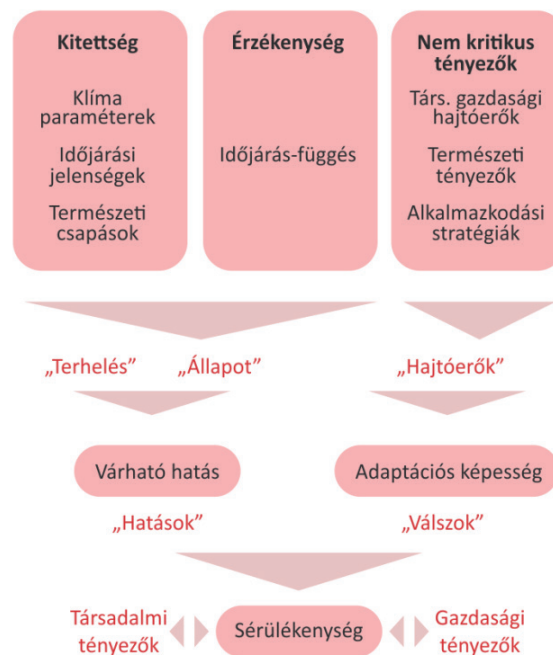 Kitettség
Klíma
paraméterek
Időjárási
jelenségek
Természeti
csapások
Érzékenység
Időjárás-függés
Nem kritikus
tényezők
Társ. gazdasági
hajtóerők
Természeti
tényezők
Alkalmazkodási
stratégiák
„Terhelés”
„Állapot”
„Hajtóerők”
Várható hatás
Adaptációs képesség
„Hatások”
„Válszok”
Társadalmi
tényezők
Sérülékenység
Gazdasági
tényezők